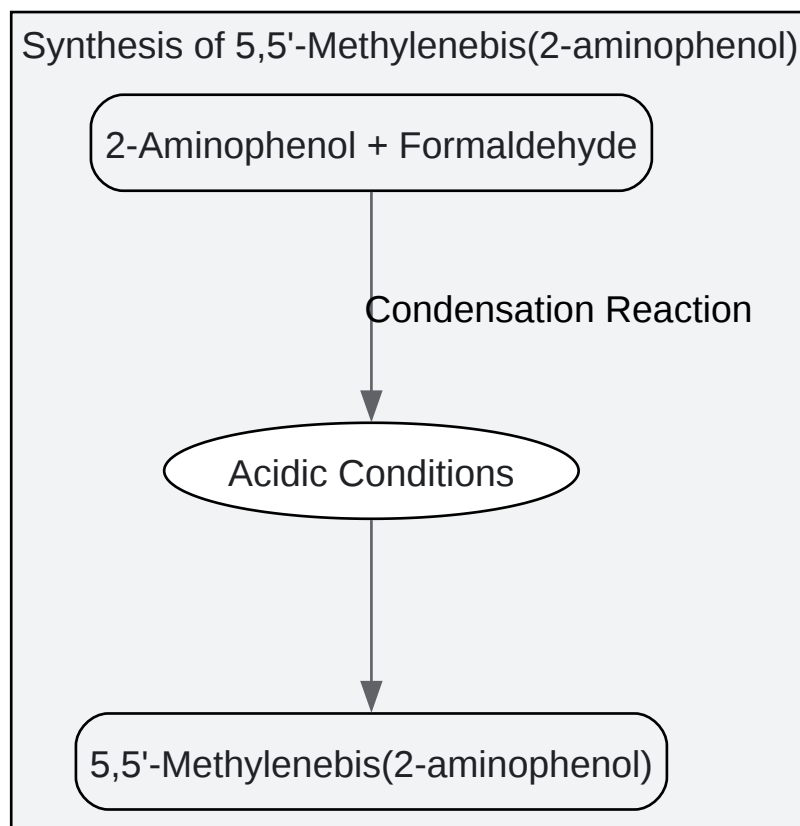 Synthesis of 5,5'-Methylenebis(2-aminophenol)
2-Aminophenol + Formaldehyde
Condensation Reaction
Acidic Conditions
5,5'-Methylenebis(2-aminophenol)